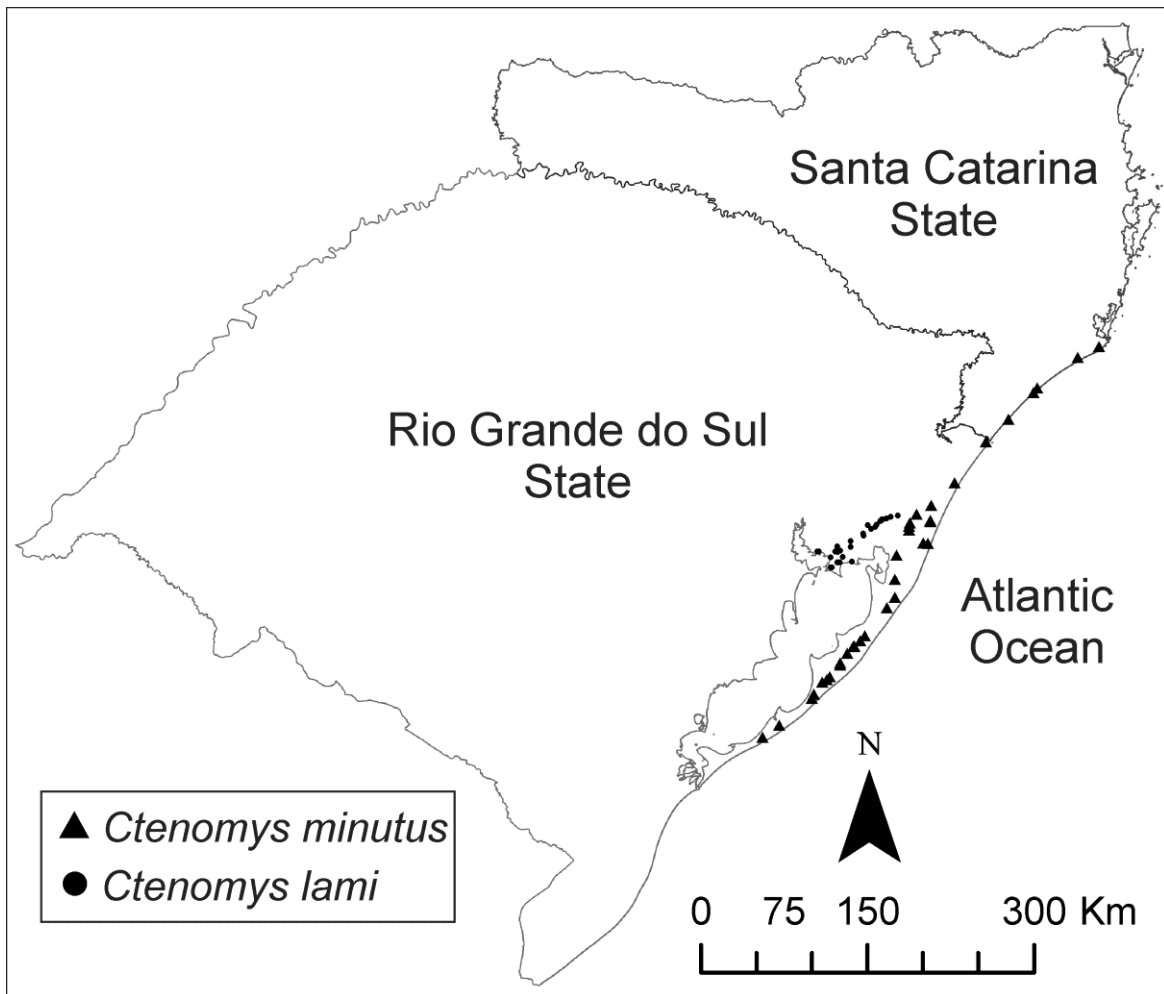 Santa Catarina
State
Rio Grande do Sul
State
Atlantic
Ocean
N
Ctenomys minutus
Ctenomys lami
0 75 150 300 Km